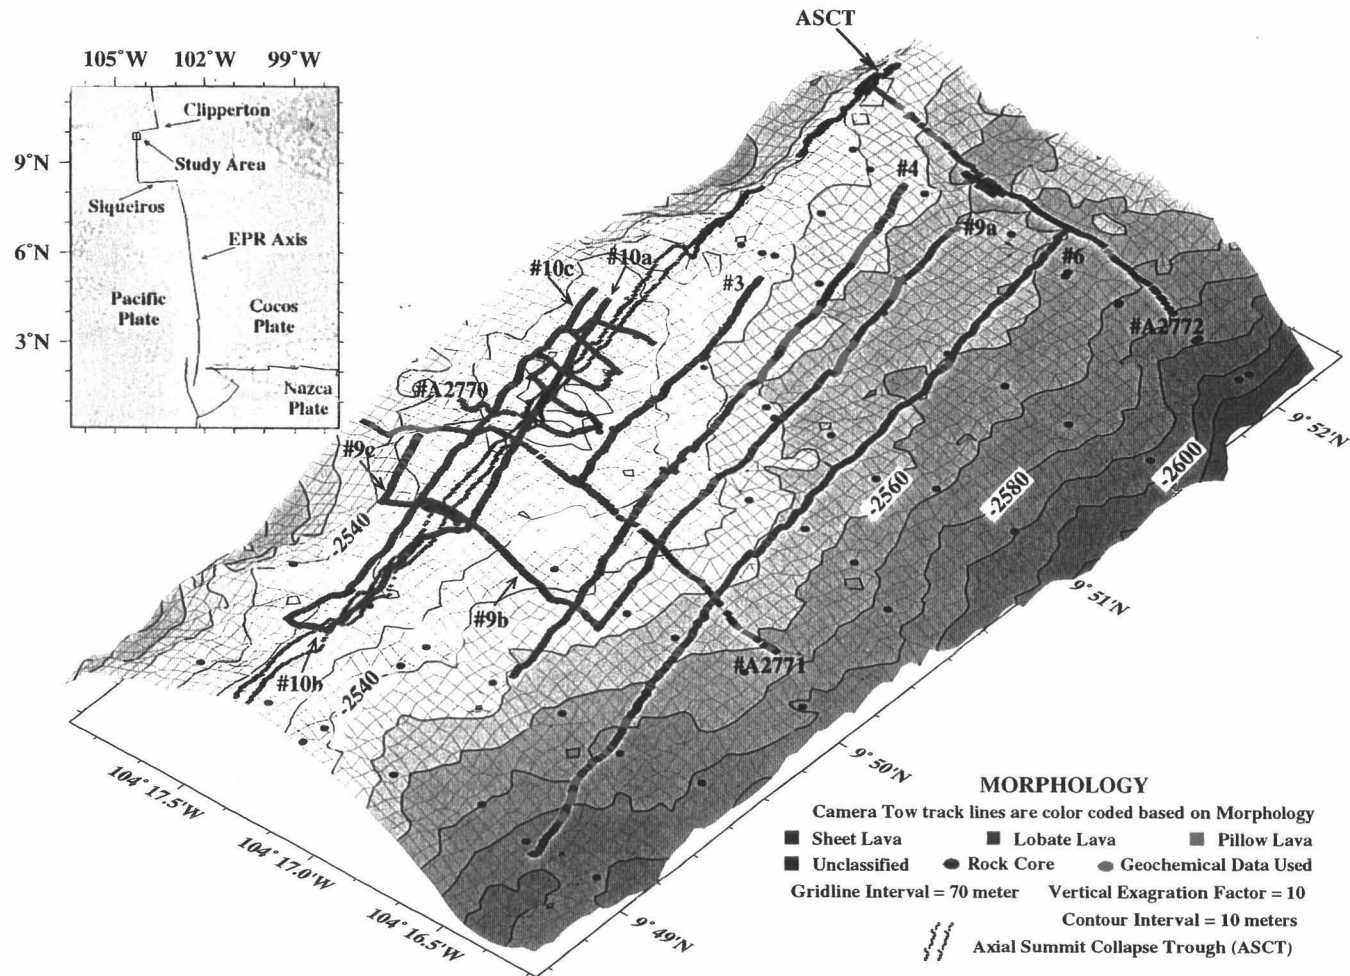 ASCT
105°W 102°W 99°W
Clipperton
Study Area
9°N
Siqueiros
EPR Axis
6°N
Pacific
Plate
Cocos
Plate
3°N
Nazca
Plate
#4
#9a
#6
#10c
#10a
#3
#A2772
#A2770
9° 52'N
-2600
-2560
-2580
-2540
9° 51'N
#9b
#A2771
#10b
-2540
9° 50'N
104° 17.5'W
104° 17.0'W
104° 16.5'W
9° 49'N
MORPHOLOGY
Camera Tow track lines are color coded based on Morphology
Sheet Lava Lobate Lava Pillow Lava
Unclassified Rock Core Geochemical Data Used
Gridline Interval = 70 meter Vertical Exagration Factor = 10
Contour Interval = 10 meters
Axial Summit Collapse Trough (ASCT)